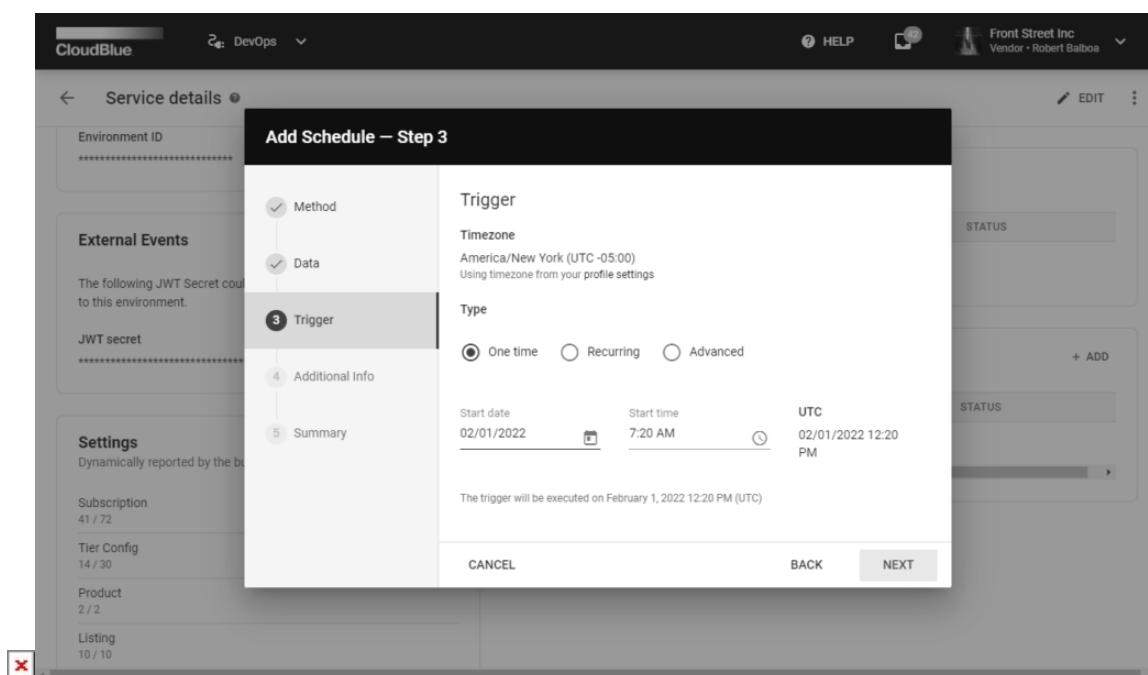 CloudBlue
DevOps
HELP
42
Front Street Inc
Vendor • Robert Balboa
Service details
EDIT
Environment ID
*****************************
External Events
The following JWT Secret coul
to this environment.
JWT secret
*******************************
Settings
Dynamically reported by the bu
Subscription
41 / 72
Tier Config
14 / 30
Product
2 / 2
Listing
10 / 10
Add Schedule — Step 3
Method
Data
3 Trigger
4 Additional Info
5 Summary
Trigger
Timezone
America/New York (UTC -05:00)
Using timezone from your profile settings
Type
One time Recurring Advanced
Start date Start time UTC
02/01/2022 7:20 AM 02/01/2022 12:20
PM
The trigger will be executed on February 1, 2022 12:20 PM (UTC)
CANCEL BACK NEXT
STATUS
+ ADD
STATUS